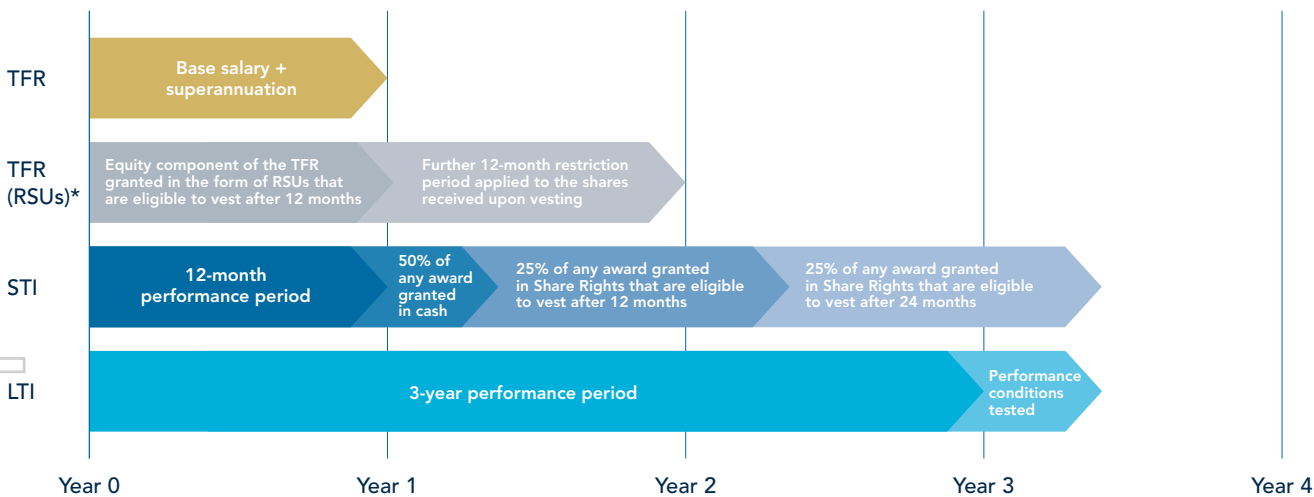 TFR
Base salary +
superannuation
TFR
(RSUs)*
Equity component of the TFR
granted in the form of RSUs that
are eligible to vest after 12 months
Further 12-month restriction
period applied to the shares
received upon vesting
STI
12-month
performance period
50% of
any award
granted
in cash
25% of any award granted
in Share Rights that are eligible
to vest after 12 months
25% of any award granted
in Share Rights that are eligible
to vest after 24 months
LTI
3-year performance period
Performance
conditions
tested
Year 0
Year 1
Year 2
Year 3
Year 4